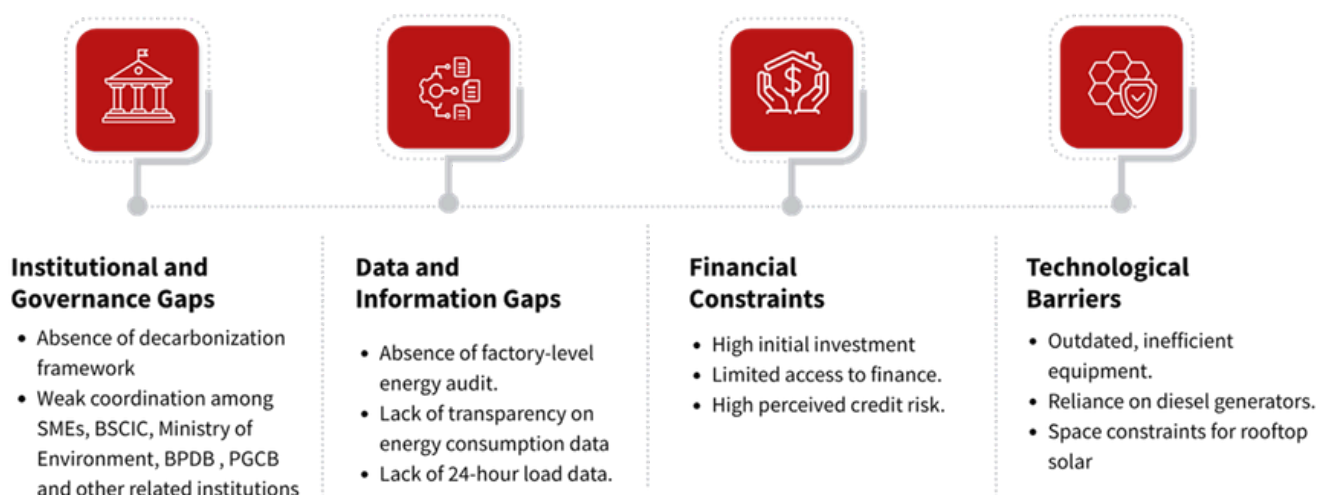 Institutional and
Governance Gaps
• Absence of decarbonization
framework
• Weak coordination among
SMEs, BSCIC, Ministry of
Environment, BPDB , PGCB
and other related institutions
Data and
Information Gaps
• Absence of factory-level
energy audit.
• Lack of transparency on
energy consumption data
• Lack of 24-hour load data.
$
Financial
Constraints
• High initial investment
• Limited access to finance.
• High perceived credit risk.
Technological
Barriers
• Outdated, inefficient
equipment.
• Reliance on diesel generators.
• Space constraints for rooftop
solar